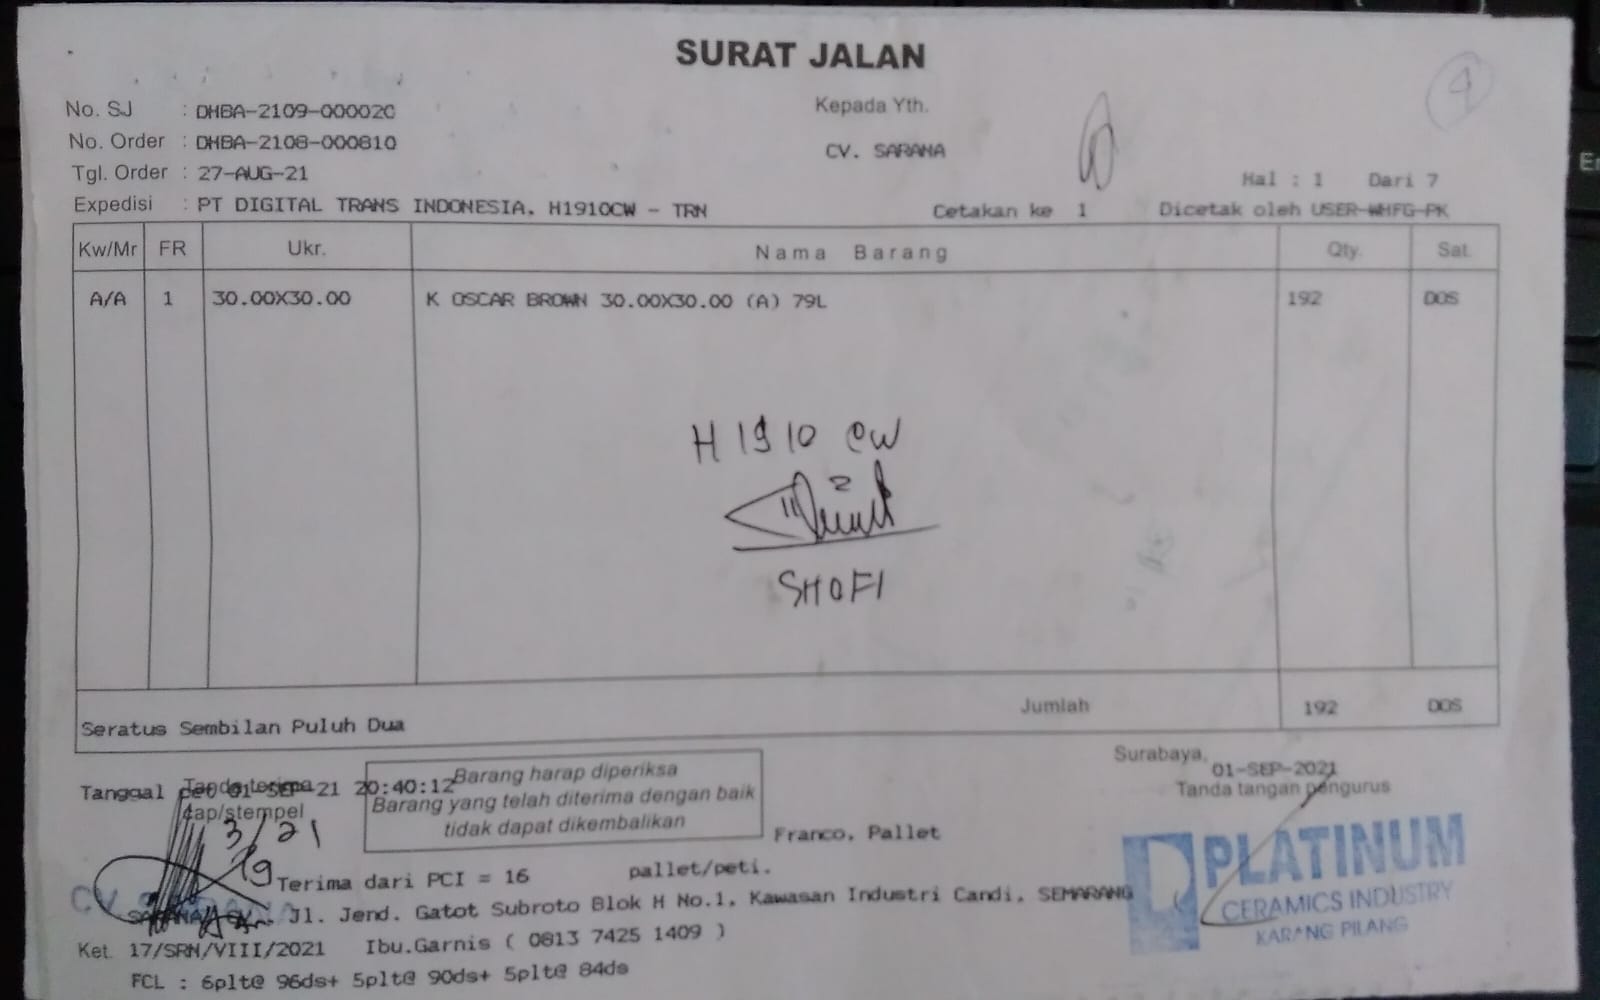 SURAT JALAN
4
No. SJ : DHBA-2109-000020
Kepada Yth.
No. Order : DHBA-2108-000810
CV. SARANA
Tgl. Order : 27-AUG-21
Hal : 1 Dari 7
Expedisi : PT DIGITAL TRANS INDONESIA. H1910CW - TRN
Cetakan ke 1 Dicetak oleh USER-WHFG-PK
Kw/Mr FR Ukr. Nama Barang Qty. Sat.
A/A 1 30.00X30.00 K OSCAR BROWN 30.00X30.00 (A) 79L 192 DOS
H 1910 CW
SHOFI
Jumlah 192 DOS
Seratus Sembilan Puluh Dua
Surabaya, 01-SEP-2021
Tanda tangan pengurus
Tanggal 01-SEP-21 20:40:12
Tanda terima
cap/stempel
Barang harap diperiksa
Barang yang telah diterima dengan baik
tidak dapat dikembalikan
Franco. Pallet
3/9 21
Terima dari PCI = 16 pallet/peti.
CV SARANA
Jl. Jend. Gatot Subroto Blok H No.1. Kawasan Industri Candi. SEMARANG
PLATINUM
CERAMICS INDUSTRY
KARANG PILANG
Ket. 17/SRN/VIII/2021 Ibu.Garnis ( 0813 7425 1409 )
FCL : 6plt@ 96ds+ 5plt@ 90ds+ 5plt@ 84ds